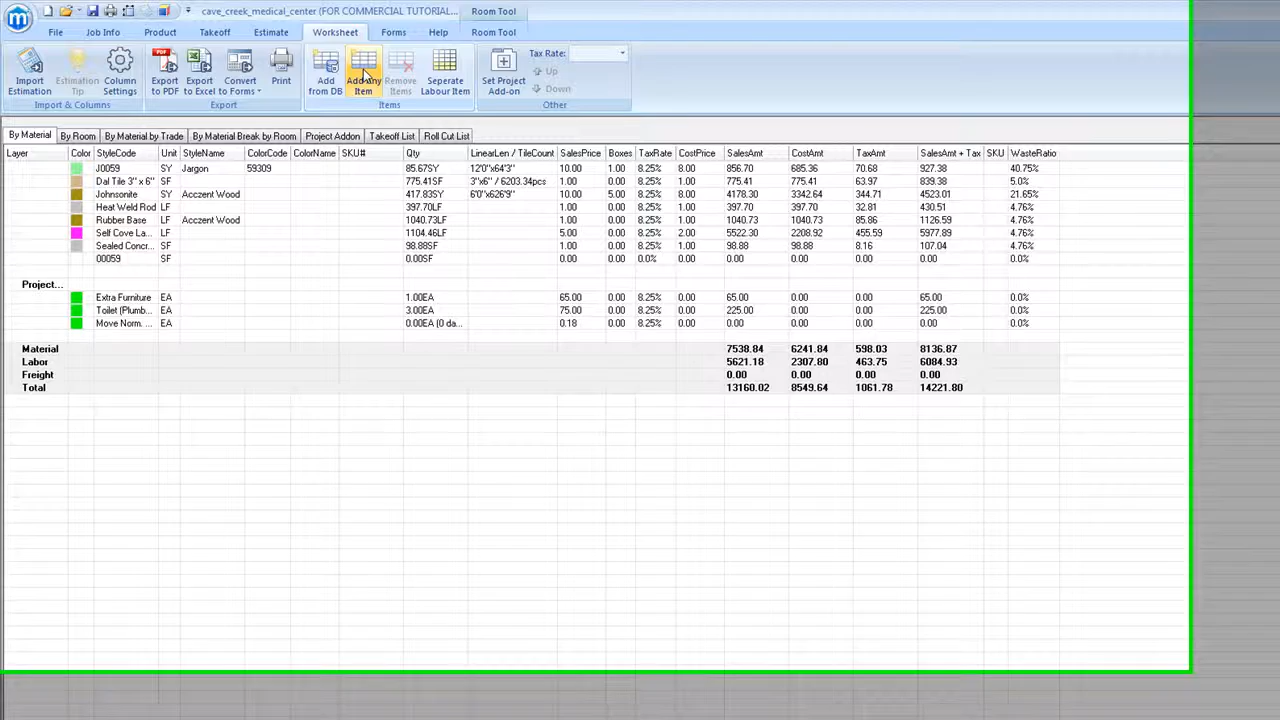 cave_creek_medical_center (FOR COMMERCIAL TUTORIAL... Room Tool
File Job Info Product Takeoff Estimate Worksheet Forms Help Room Tool
Import Estimation Estimation Tip Column Settings Export to PDF Export to Excel Convert to Forms Print Add from DB Add Any Item Remove Items Seperate Labour Item Set Project Add-on Tax Rate: Up Down
Import & Columns Export Items Other
By Material By Room By Material by Trade By Material Break by Room Project Addon Takeoff List Roll Cut List
Layer Color StyleCode Unit StyleName ColorCode ColorName SKU# Qty LinearLen / TileCount SalesPrice Boxes TaxRate CostPrice SalesAmt CostAmt TaxAmt SalesAmt + Tax SKU WasteRatio
J0059 SY Jargon 59309 85.67SY 12'0"x64'3" 10.00 1.00 8.25% 8.00 856.70 685.36 70.68 927.38 40.75%
Dal Tile 3" x 6" SF 775.41SF 3"x6" / 6203.34pcs 1.00 0.00 8.25% 1.00 775.41 775.41 63.97 839.38 5.0%
Johnsonite SY Acczent Wood 417.83SY 6'0"x626'9" 10.00 5.00 8.25% 8.00 4178.30 3342.64 344.71 4523.01 21.65%
Heat Weld Rod LF 397.70LF 1.00 0.00 8.25% 1.00 397.70 397.70 32.81 430.51 4.76%
Rubber Base LF Acczent Wood 1040.73LF 1.00 0.00 8.25% 1.00 1040.73 1040.73 85.86 1126.59 4.76%
Self Cove La... LF 1104.46LF 5.00 0.00 8.25% 2.00 5522.30 2208.92 455.59 5977.89 4.76%
Sealed Concr... SF 98.88SF 1.00 0.00 8.25% 1.00 98.88 98.88 8.16 107.04 4.76%
00059 SF 0.00SF 0.00 0.00 0.0% 0.00 0.00 0.00 0.00 0.00 0.0%
Project...
Extra Furniture EA 1.00EA 65.00 0.00 8.25% 0.00 65.00 0.00 0.00 65.00 0.0%
Toilet (Plumb... EA 3.00EA 75.00 0.00 8.25% 0.00 225.00 0.00 0.00 225.00 0.0%
Move Norm. ... EA 0.00EA (0 da... 0.18 0.00 8.25% 0.00 0.00 0.00 0.00 0.00 0.0%
Material 7538.84 6241.84 598.03 8136.87
Labor 5621.18 2307.80 463.75 6084.93
Freight 0.00 0.00 0.00 0.00
Total 13160.02 8549.64 1061.78 14221.80